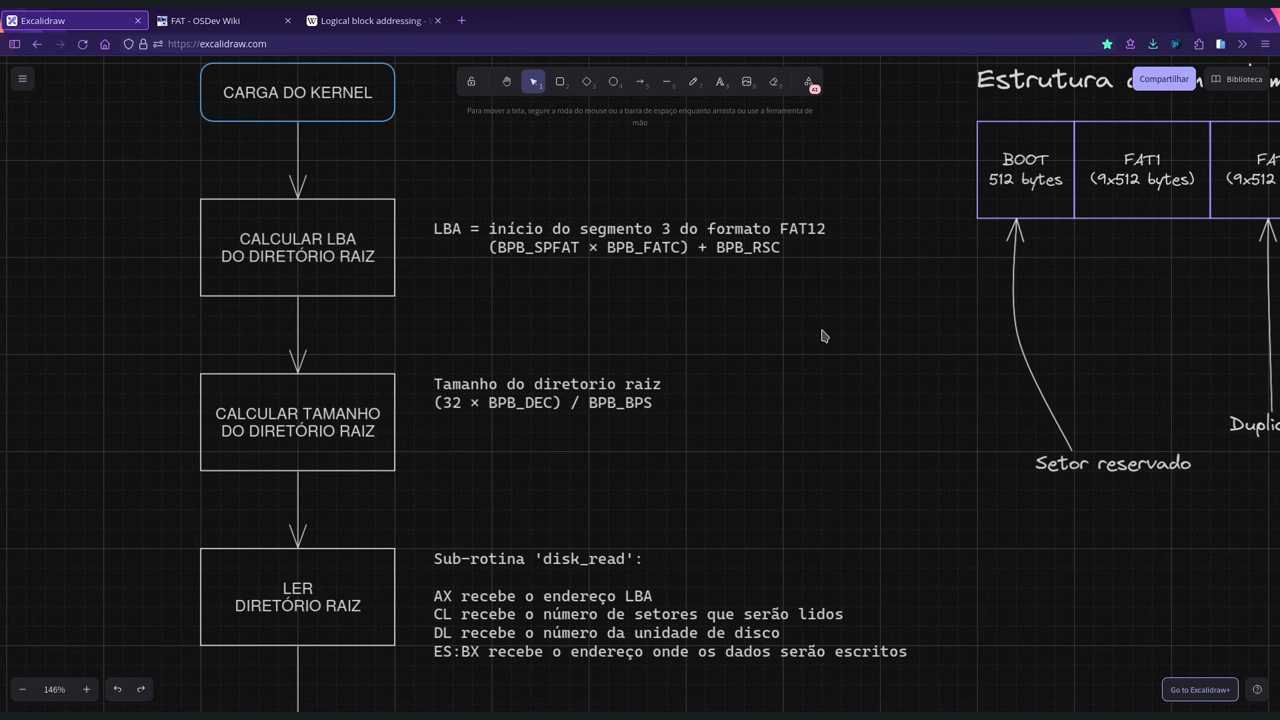 Excalidraw
FAT - OSDev Wiki
Logical block addressing -
https://excalidraw.com
Para mover a tela, segure a roda do mouse ou a barra de espaço enquanto arrasta ou use a ferramenta de
mão
AI
Compartilhar
Biblioteca
Estrutura
CARGA DO KERNEL
BOOT
512 bytes
FAT1
(9x512 bytes)
FA
(9x512
CALCULAR LBA
DO DIRETÓRIO RAIZ
LBA = início do segmento 3 do formato FAT12
(BPB_SPFAT × BPB_FATC) + BPB_RSC
CALCULAR TAMANHO
DO DIRETÓRIO RAIZ
Tamanho do diretorio raiz
(32 × BPB_DEC) / BPB_BPS
Duplic
Setor reservado
LER
DIRETÓRIO RAIZ
Sub-rotina 'disk_read':
AX recebe o endereço LBA
CL recebe o número de setores que serão lidos
DL recebe o número da unidade de disco
ES:BX recebe o endereço onde os dados serão escritos
146%
Go to Excalidraw+